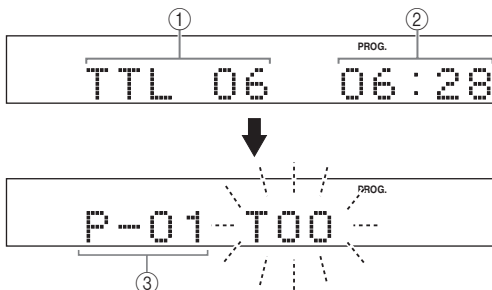 ① ②
PROG.
TTL 06 06:28
PROG.
P-01 T00
③